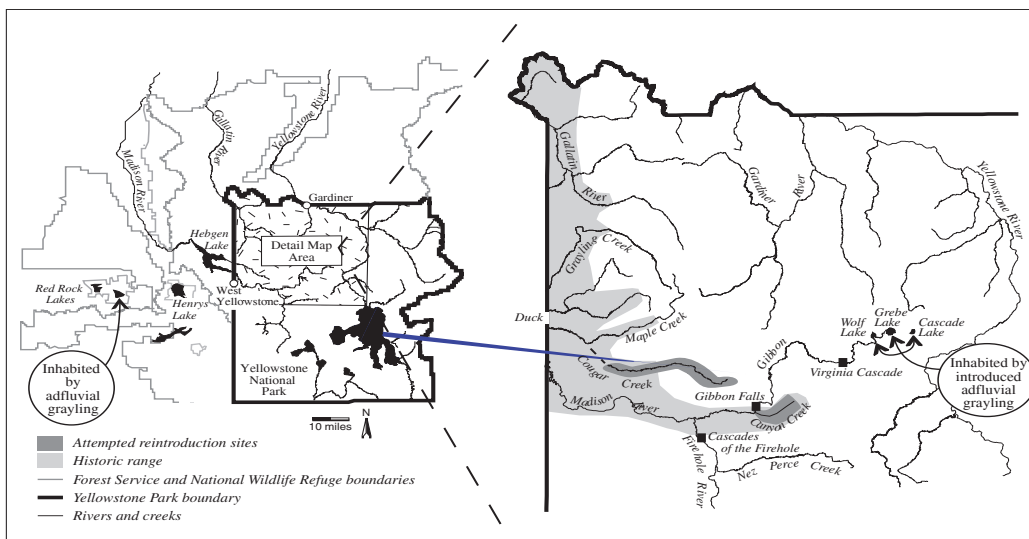 Madison River
Gallatin
River
Yellowstone River
Gardiner
Hebgen
Lake
Detail Map
Area
Red Rock
Lakes
Henrys
Lake
West
Yellowstone
Inhabited
by
adfluvial
grayling
Yellowstone
National
Park
10 miles
N
Attempted reintroduction sites
Historic range
Forest Service and National Wildlife Refuge boundaries
Yellowstone Park boundary
Rivers and creeks
Gallatin
River
Gardner
River
Yellowstone River
Grayling Creek
Duck
Maple Creek
Cougar
Creek
Madison
River
Gibbon
Gibbon Falls
Canyon Creek
Wolf
Lake
Grebe
Lake
Cascade
Lake
Virginia Cascade
Inhabited by
introduced
adfluvial
grayling
Cascades
of the Firehole
Firehole
River
Nez Perce Creek